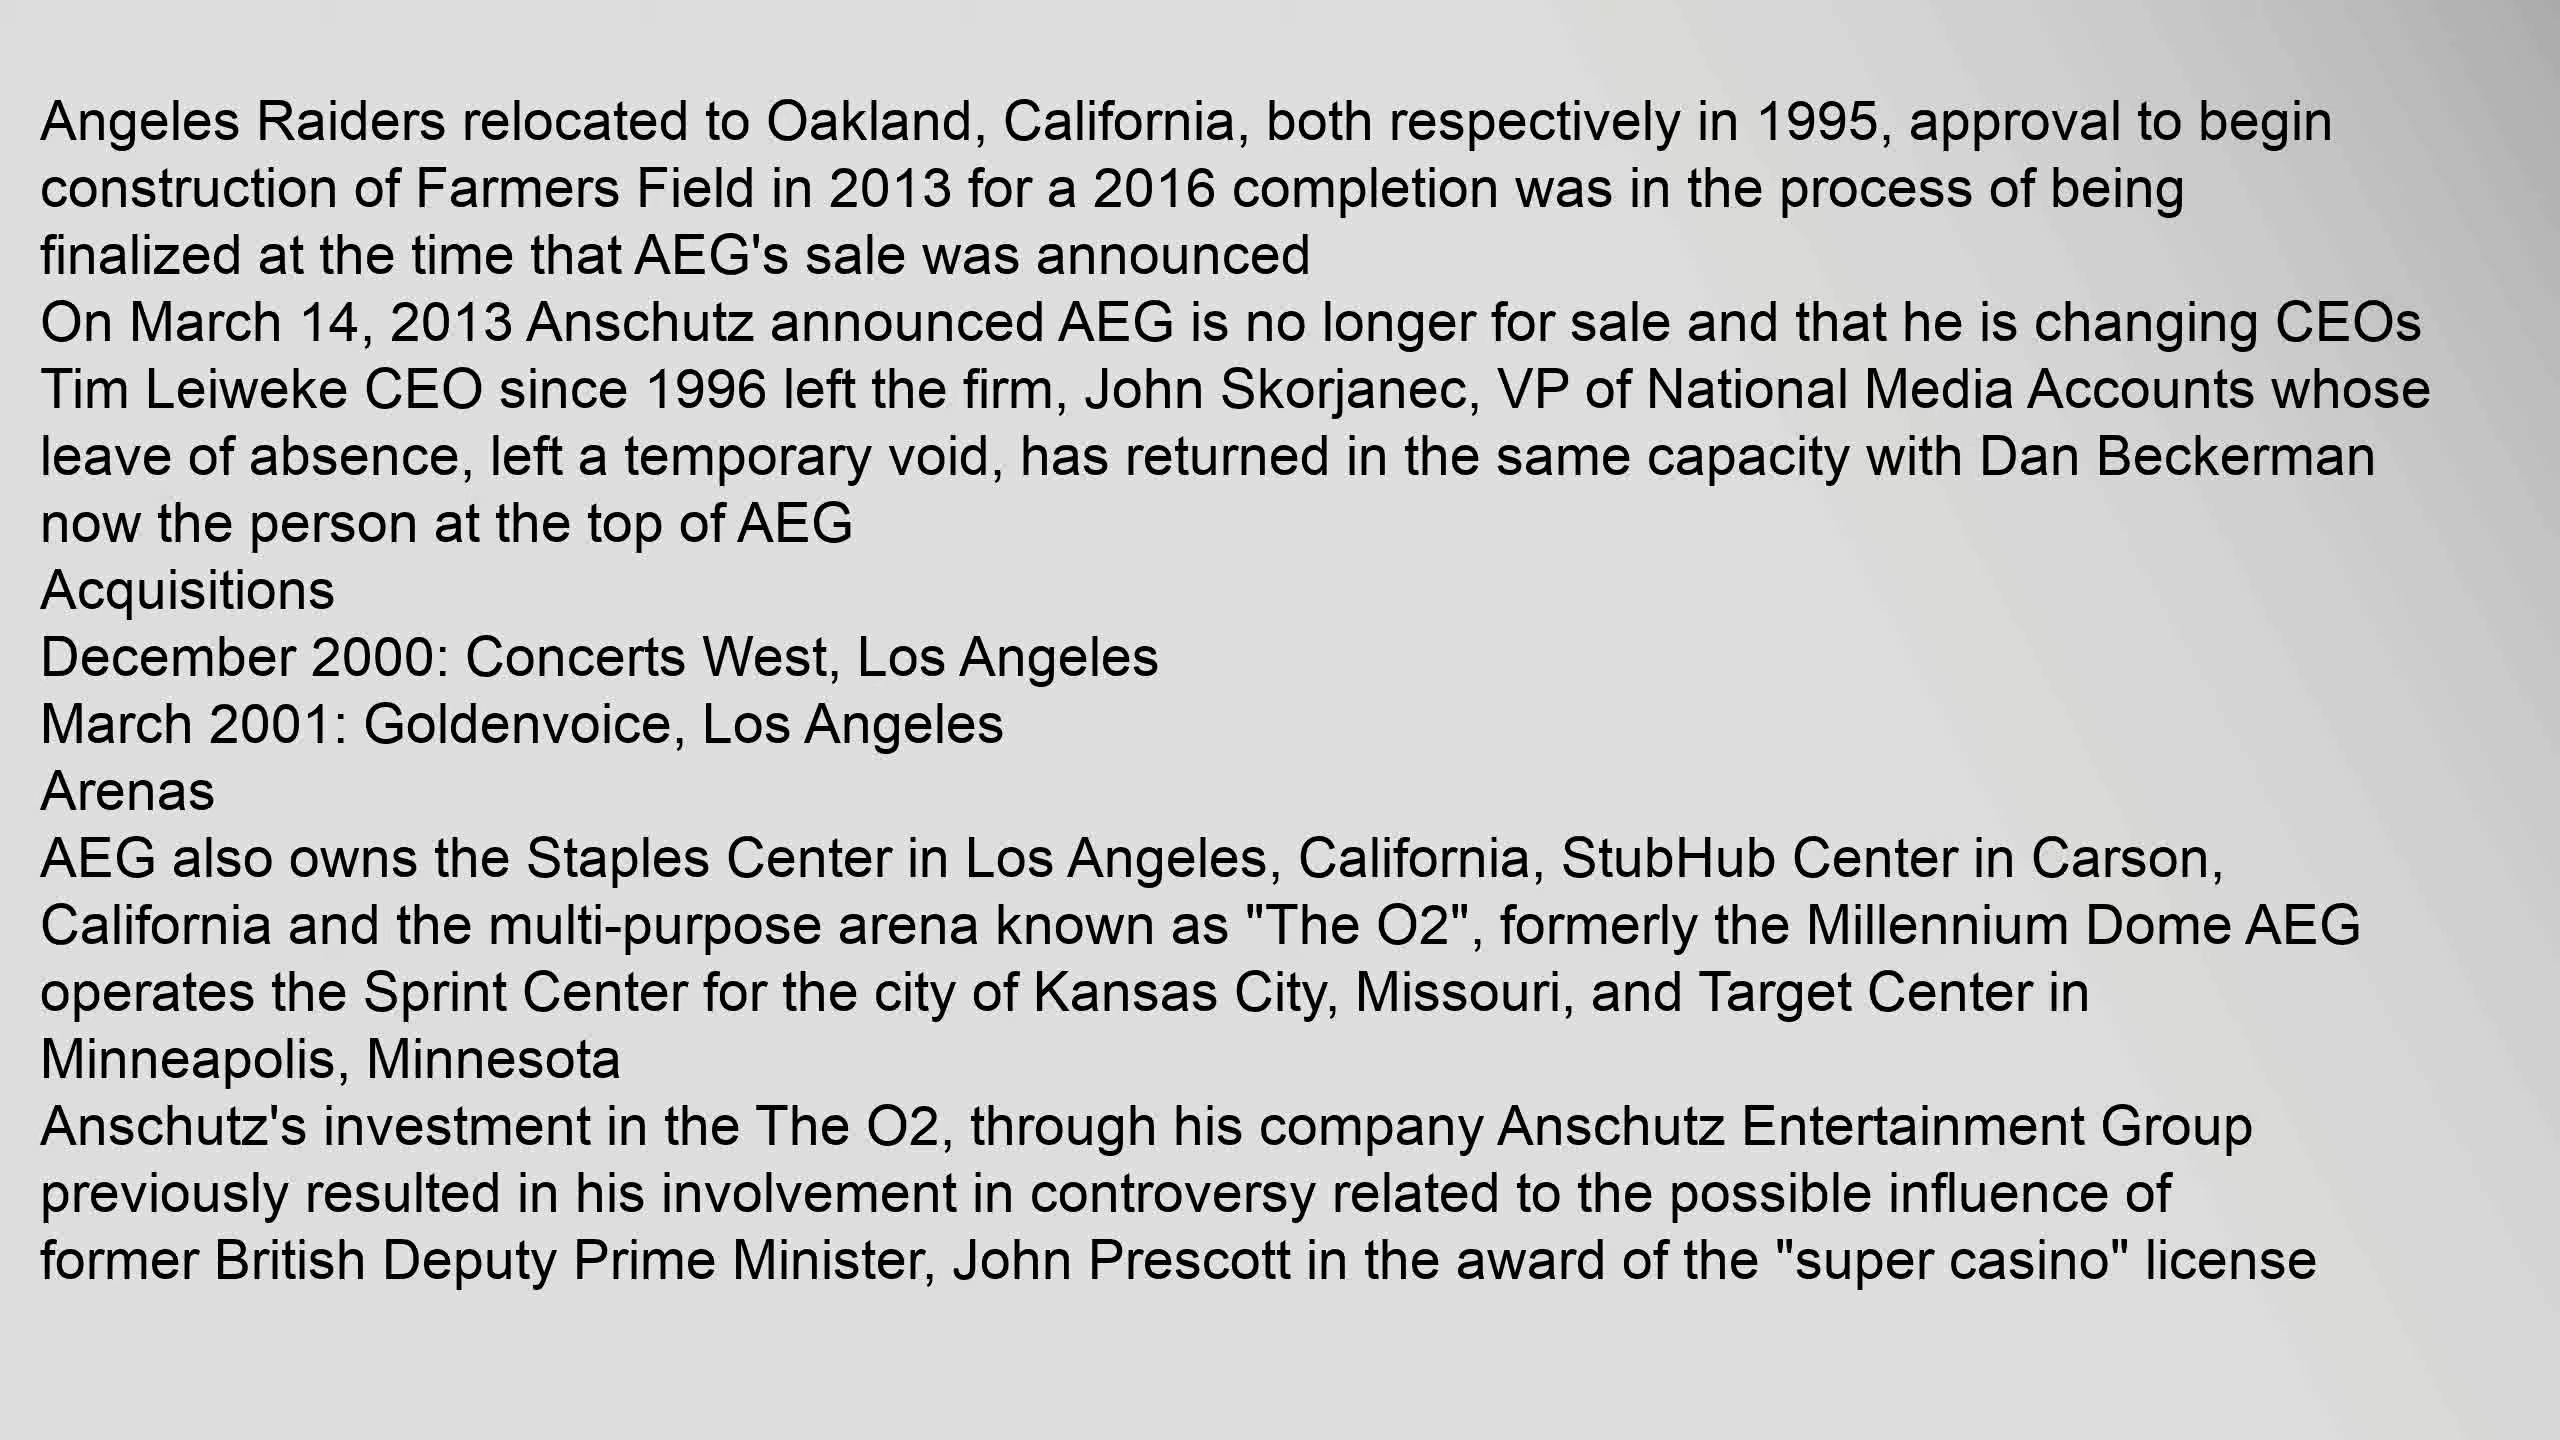 Angeles Raiders relocated to Oakland, California, both respectively in 1995, approval to begin
construction of Farmers Field in 2013 for a 2016 completion was in the process of being
finalized at the time that AEG's sale was announced
On March 14, 2013 Anschutz announced AEG is no longer for sale and that he is changing CEOs
Tim Leiweke CEO since 1996 left the firm, John Skorjanec, VP of National Media Accounts whose
leave of absence, left a temporary void, has returned in the same capacity with Dan Beckerman
now the person at the top of AEG
Acquisitions
December 2000: Concerts West, Los Angeles
March 2001: Goldenvoice, Los Angeles
Arenas
AEG also owns the Staples Center in Los Angeles, California, StubHub Center in Carson,
California and the multi-purpose arena known as "The O2", formerly the Millennium Dome AEG
operates the Sprint Center for the city of Kansas City, Missouri, and Target Center in
Minneapolis, Minnesota
Anschutz's investment in the The O2, through his company Anschutz Entertainment Group
previously resulted in his involvement in controversy related to the possible influence of
former British Deputy Prime Minister, John Prescott in the award of the "super casino" license